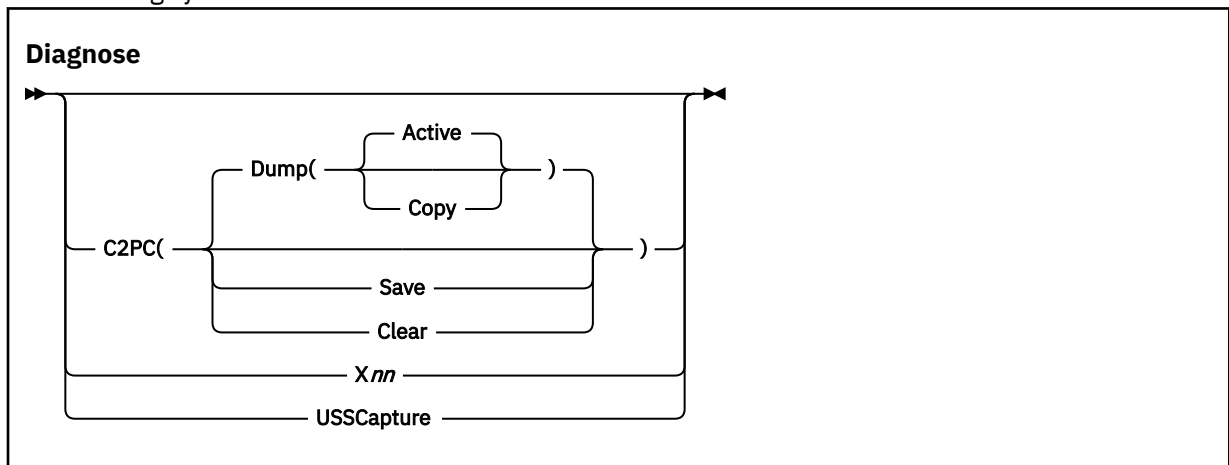 Diagnose
Active
Dump( )
Copy
C2PC( )
Save
Clear
Xnn
USSCapture